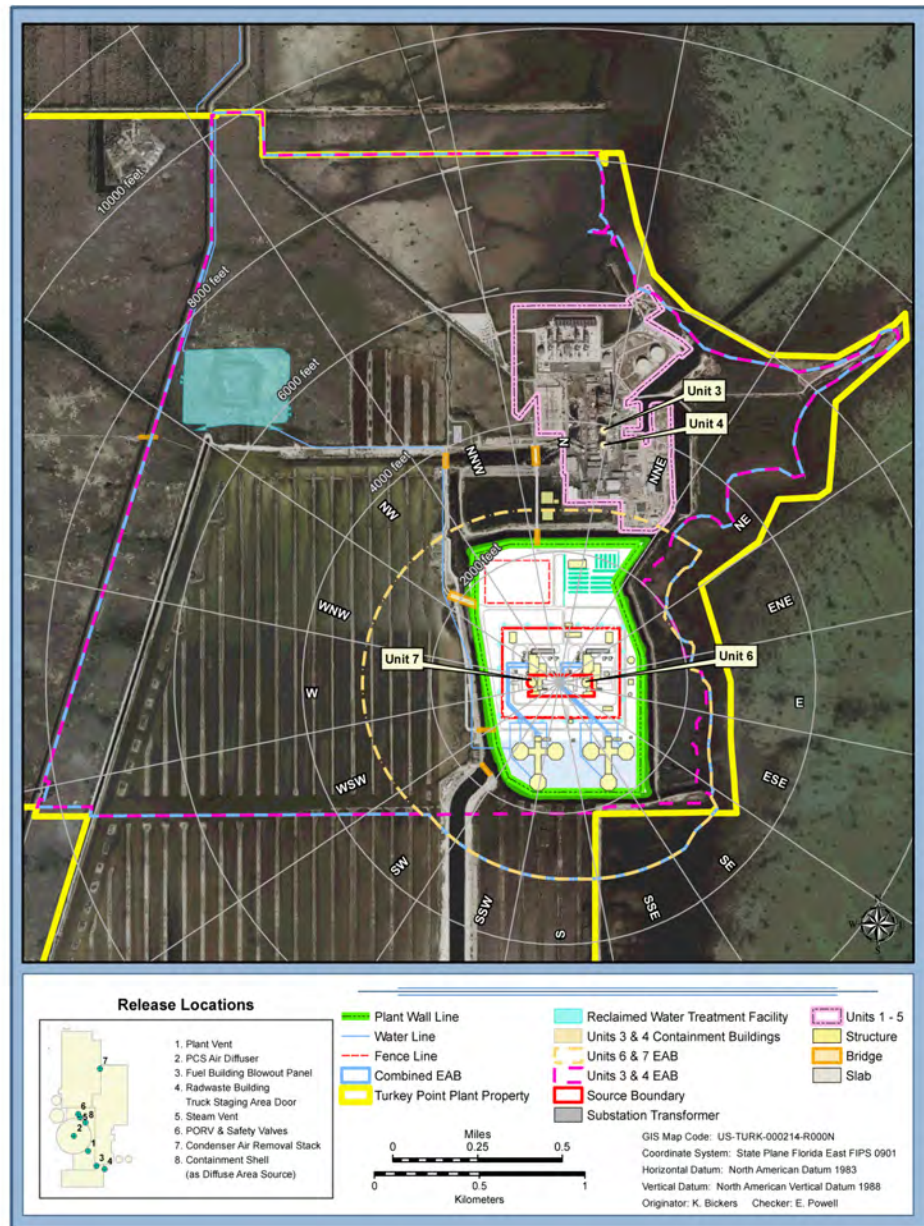 10000 feet
8000 feet
6000 feet
4000 feet
2000 feet
Unit 3
Unit 4
N
NNW
NNE
NW
NE
WNW
ENE
Unit 7
Unit 6
W
E
WSW
ESE
SW
SE
SSW
SSE
S
N
W
E
S
Release Locations
7
6
8
5
2
1
3
4
1. Plant Vent
2. PCS Air Diffuser
3. Fuel Building Blowout Panel
4. Radwaste Building
Truck Staging Area Door
5. Steam Vent
6. PORV & Safety Valves
7. Condenser Air Removal Stack
8. Containment Shell
(as Diffuse Area Source)
Plant Wall Line
Water Line
Fence Line
Combined EAB
Turkey Point Plant Property
Reclaimed Water Treatment Facility
Units 3 & 4 Containment Buildings
Units 6 & 7 EAB
Units 3 & 4 EAB
Source Boundary
Substation Transformer
Units 1 - 5
Structure
Bridge
Slab
Miles
0 0.25 0.5
0 0.5 1
Kilometers
GIS Map Code: US-TURK-000214-R000N
Coordinate System: State Plane Florida East FIPS 0901
Horizontal Datum: North American Datum 1983
Vertical Datum: North American Vertical Datum 1988
Originator: K. Bickers Checker: E. Powell